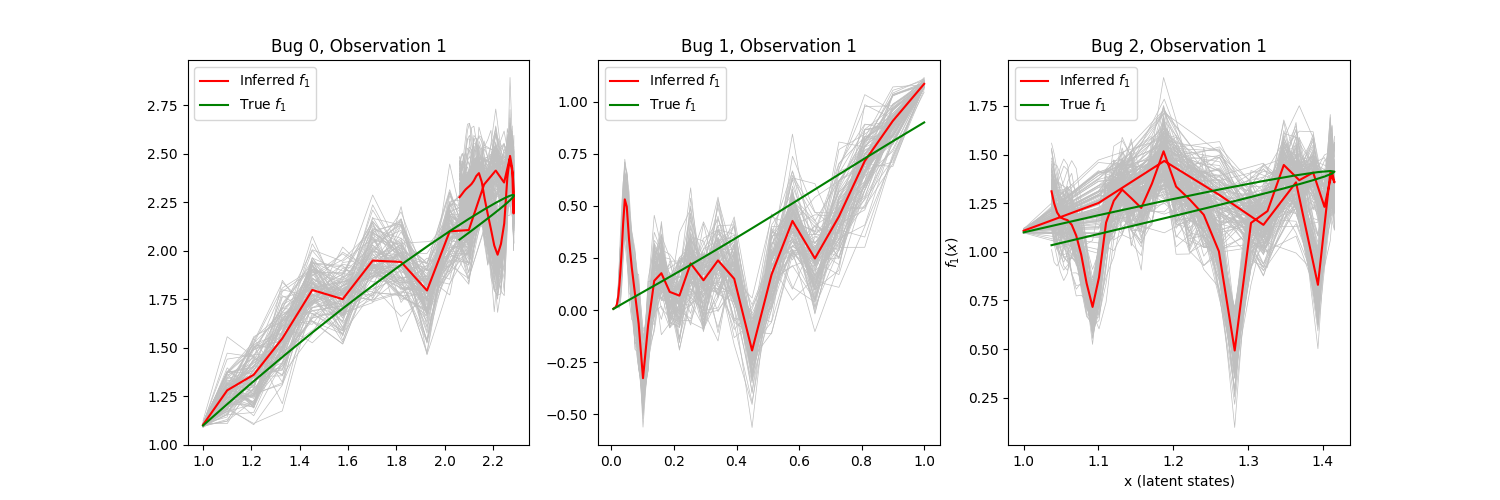 Bug 0, Observation 1
Inferred f₁
True f₁
2.75
2.50
2.25
2.00
1.75
1.50
1.25
1.00
1.0 1.2 1.4 1.6 1.8 2.0 2.2
Bug 1, Observation 1
Inferred f₁
True f₁
1.00
0.75
0.50
0.25
0.00
−0.25
−0.50
0.0 0.2 0.4 0.6 0.8 1.0
Bug 2, Observation 1
Inferred f₁
True f₁
1.75
1.50
1.25
1.00
0.75
0.50
0.25
f₁(x)
1.0 1.1 1.2 1.3 1.4
x (latent states)